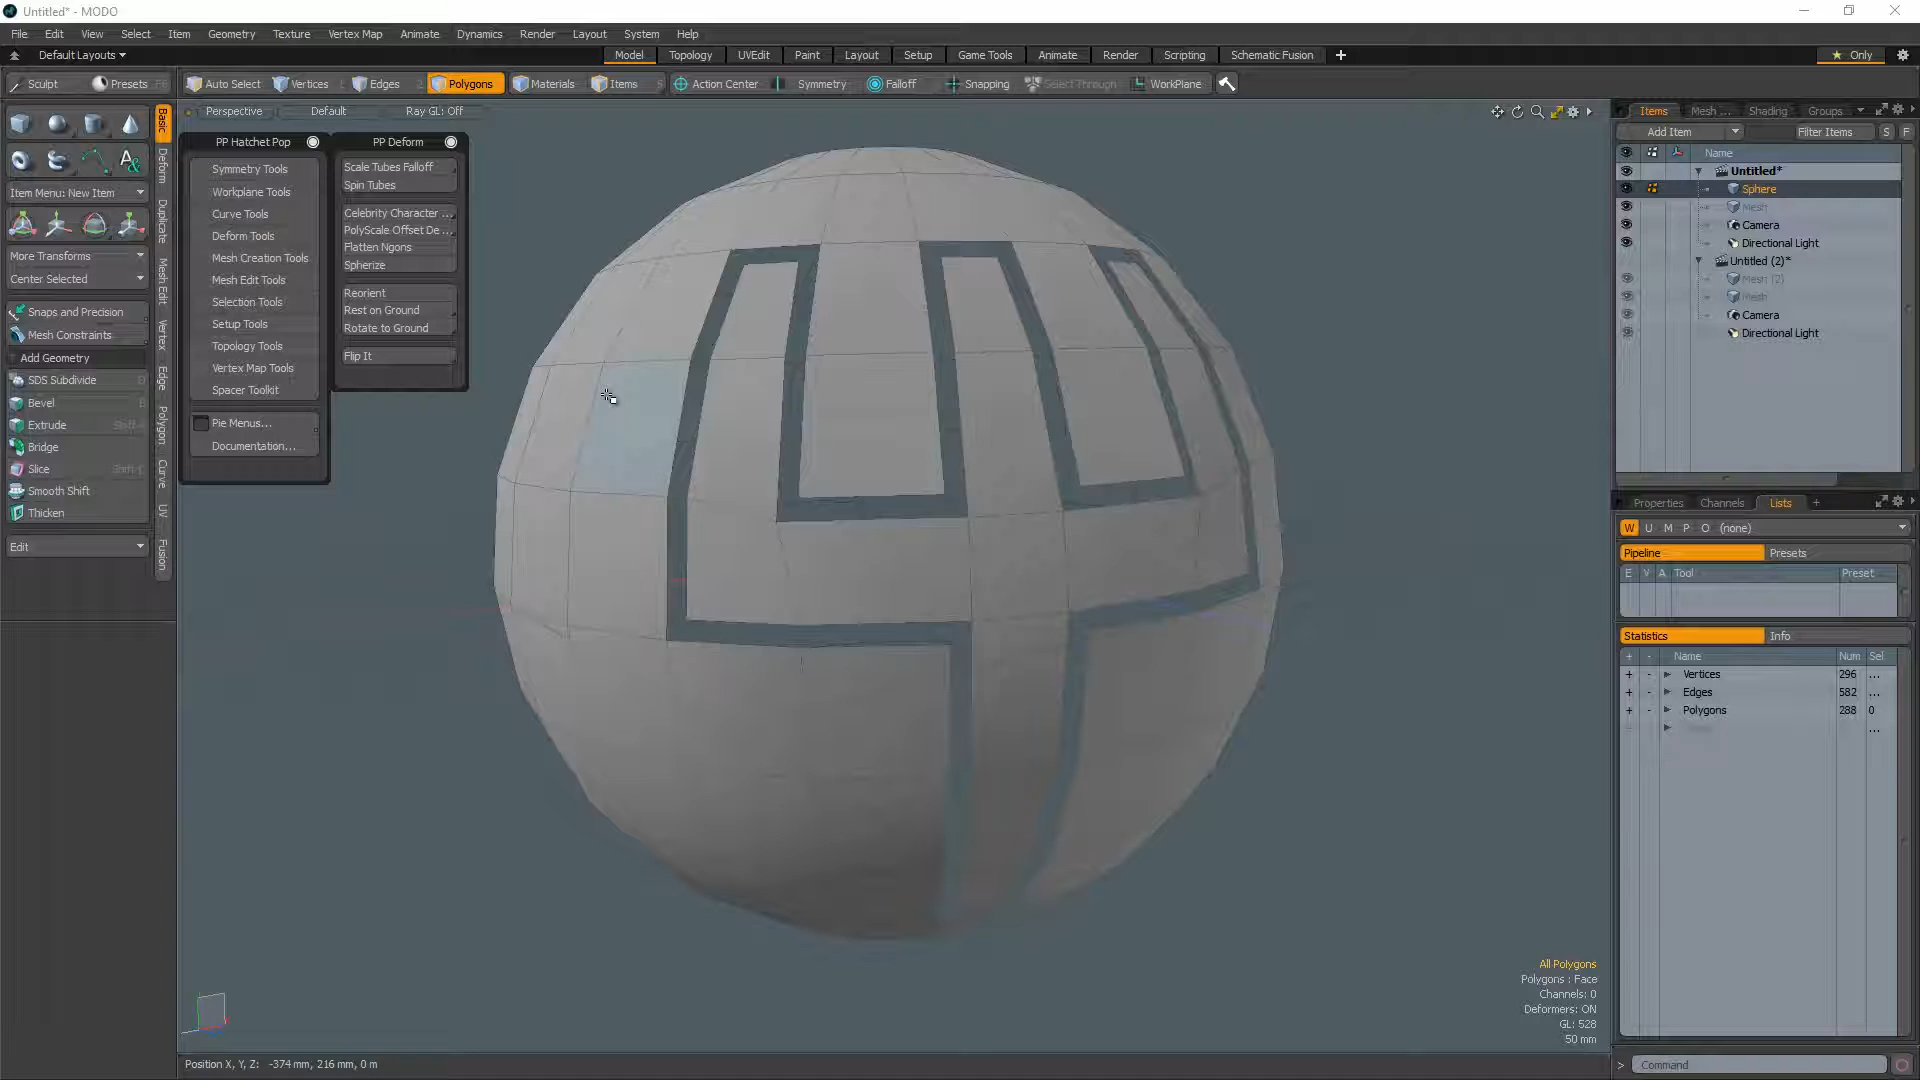 Untitled* - MODO
File Edit View Select Item Geometry Texture Vertex Map Animate Dynamics Render Layout System Help
Default Layouts
Model Topology UVEdit Paint Layout Setup Game Tools Animate Render Scripting Schematic Fusion
Only
Sculpt Presets F6
Auto Select Vertices 1 Edges 2 Polygons Materials Items 5 Action Center Symmetry Falloff Snapping Select Through WorkPlane
Perspective Default Ray GL: Off
Basic
Deform
Duplicate
Mesh Edit
Vertex
Edge
Polygon
Curve
UV
Fusion
Item Menu: New Item
More Transforms
Center Selected
Snaps and Precision
Mesh Constraints
Add Geometry
SDS Subdivide D
Bevel B
Extrude
Bridge
Slice
Smooth Shift
Thicken
Edit
PP Hatchet Pop
Symmetry Tools
Workplane Tools
Curve Tools
Deform Tools
Mesh Creation Tools
Mesh Edit Tools
Selection Tools
Setup Tools
Topology Tools
Vertex Map Tools
Spacer Toolkit
Pie Menus...
Documentation...
PP Deform
Scale Tubes Falloff
Spin Tubes
Celebrity Character ...
PolyScale Offset De ...
Flatten Ngons
Spherize
Reorient
Rest on Ground
Rotate to Ground
Flip It
Items Mesh ... Shading Groups
Add Item Filter Items S F
Name
Untitled*
Sphere
Mesh
Camera
Directional Light
Untitled (2)*
Mesh (2)
Mesh
Camera
Directional Light
Properties Channels Lists +
W U M P O (none)
Pipeline Presets
E V A Tool Preset
Statistics Info
+ - Name Num Sel
+ - Vertices 296 ...
+ - Edges 582 ...
+ - Polygons 288 0
...
All Polygons
Polygons : Face
Channels: 0
Deformers: ON
GL: 528
50 mm
Position X, Y, Z: -374 mm, 216 mm, 0 m
> Command